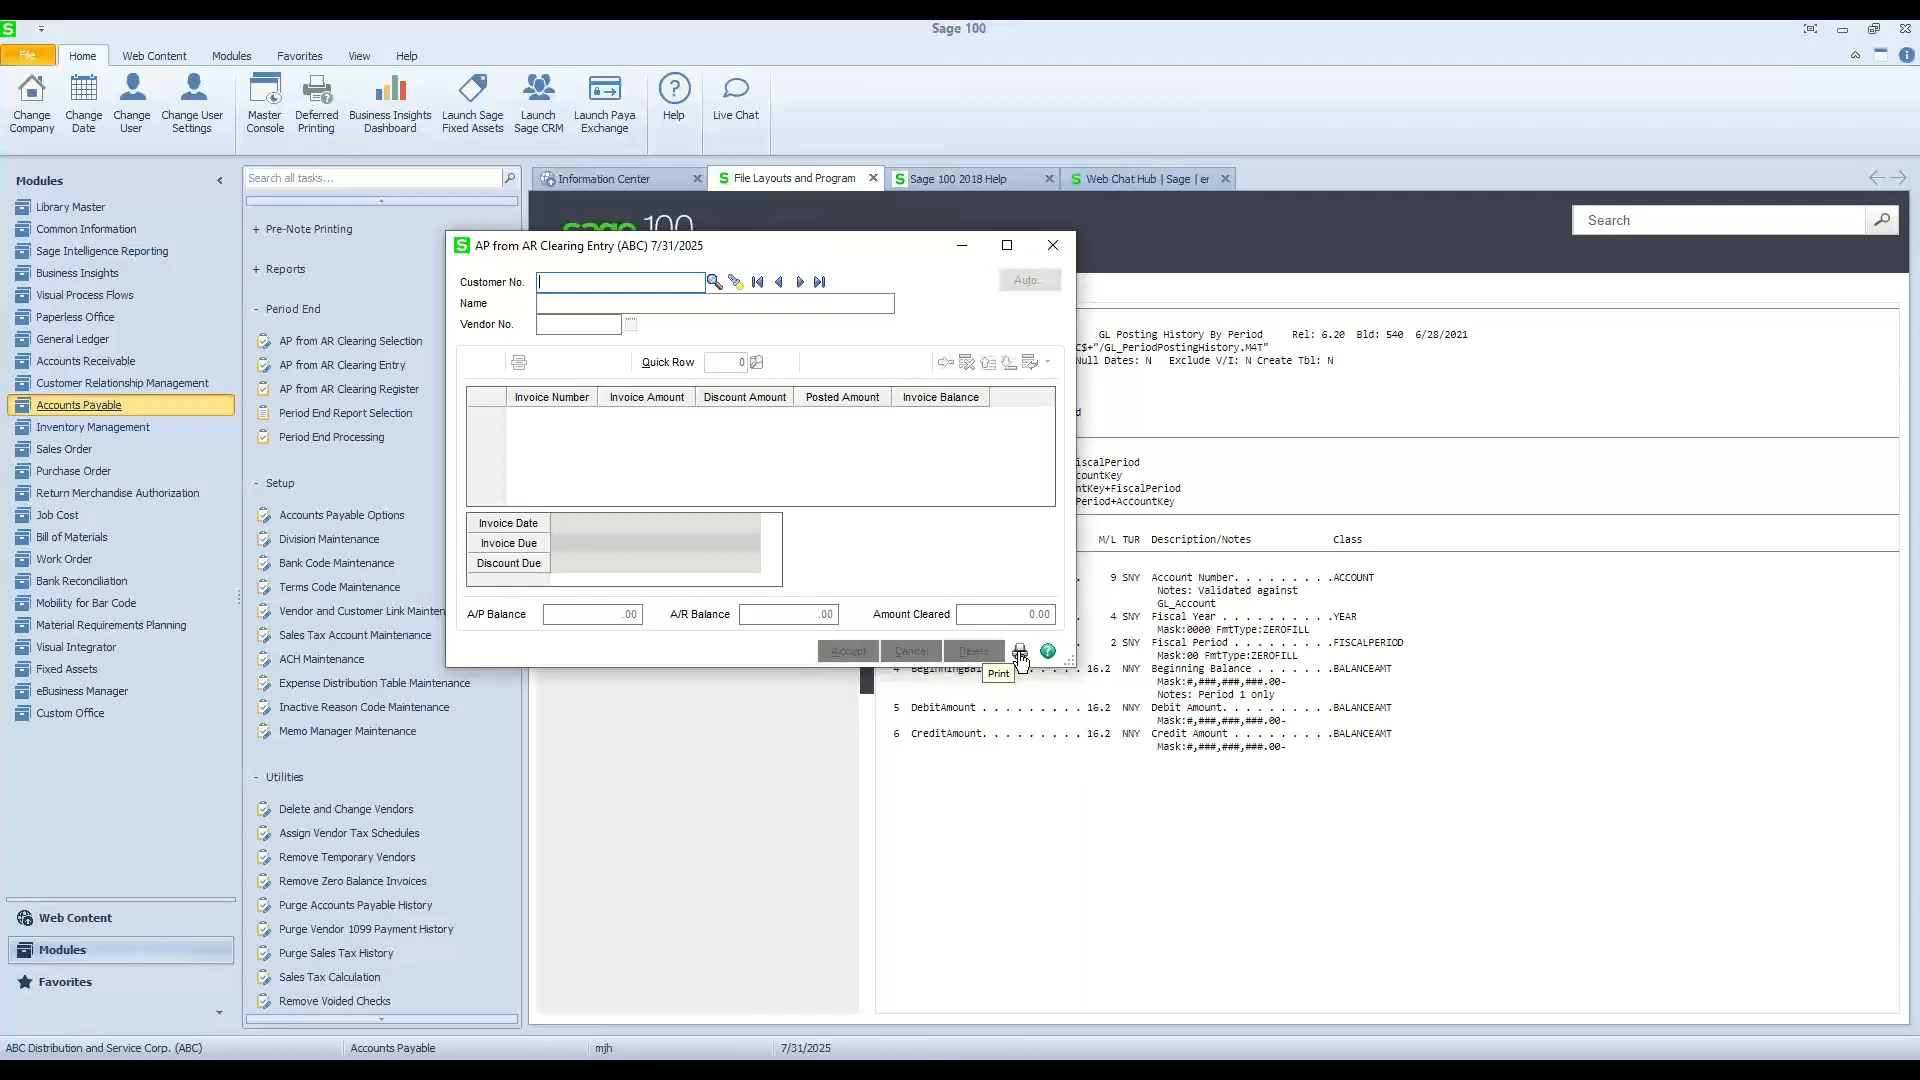 Sage 100
File
Home
Web Content
Modules
Favorites
View
Help
Change Company
Change Date
Change User
Change User Settings
Master Console
Deferred Printing
Business Insights Dashboard
Launch Sage Fixed Assets
Launch Sage CRM
Launch Paya Exchange
Help
Live Chat
Modules
Library Master
Common Information
Sage Intelligence Reporting
Business Insights
Visual Process Flows
Paperless Office
General Ledger
Accounts Receivable
Customer Relationship Management
Accounts Payable
Inventory Management
Sales Order
Purchase Order
Return Merchandise Authorization
Job Cost
Bill of Materials
Work Order
Bank Reconciliation
Mobility for Bar Code
Material Requirements Planning
Visual Integrator
Fixed Assets
eBusiness Manager
Custom Office
Web Content
Modules
Favorites
Search all tasks...
+ Pre-Note Printing
+ Reports
- Period End
AP from AR Clearing Selection
AP from AR Clearing Entry
AP from AR Clearing Register
Period End Report Selection
Period End Processing
- Setup
Accounts Payable Options
Division Maintenance
Bank Code Maintenance
Terms Code Maintenance
Vendor and Customer Link Mainten
Sales Tax Account Maintenance
ACH Maintenance
Expense Distribution Table Maintenance
Inactive Reason Code Maintenance
Memo Manager Maintenance
- Utilities
Delete and Change Vendors
Assign Vendor Tax Schedules
Remove Temporary Vendors
Remove Zero Balance Invoices
Purge Accounts Payable History
Purge Vendor 1099 Payment History
Purge Sales Tax History
Sales Tax Calculation
Remove Voided Checks
Information Center
S File Layouts and Program
S Sage 100 2018 Help
S Web Chat Hub | Sage | er
Search
S AP from AR Clearing Entry (ABC) 7/31/2025
Customer No.
Auto...
Name
Vendor No.
Quick Row 0
Invoice Number Invoice Amount Discount Amount Posted Amount Invoice Balance
Invoice Date
Invoice Due
Discount Due
A/P Balance .00 A/R Balance .00 Amount Cleared 0.00
Accept Cancel Delete
Print
GL Posting History By Period Rel: 6.20 Bld: 540 6/28/2021
C$+"/GL_PeriodPostingHistory.M4T"
Null Dates: N Exclude V/I: N Create Tbl: N
d
iscalPeriod
countKey
ntKey+FiscalPeriod
Period+AccountKey
M/L TUR Description/Notes Class
. 9 SNY Account Number. . . . . . . . .ACCOUNT
Notes: Validated against
GL_Account
. 4 SNY Fiscal Year . . . . . . . . . .YEAR
Mask:0000 FmtType:ZEROFILL
. 2 SNY Fiscal Period . . . . . . . . .FISCALPERIOD
Mask:00 FmtType:ZEROFILL
16.2 NNY Beginning Balance . . . . . . .BALANCEAMT
Mask:#,###,###,###.00-
Notes: Period 1 only
5 DebitAmount . . . . . . . . . 16.2 NNY Debit Amount. . . . . . . . . .BALANCEAMT
Mask:#,###,###,###.00-
6 CreditAmount. . . . . . . . . 16.2 NNY Credit Amount . . . . . . . . .BALANCEAMT
Mask:#,###,###,###.00-
ABC Distribution and Service Corp. (ABC)
Accounts Payable
mjh
7/31/2025